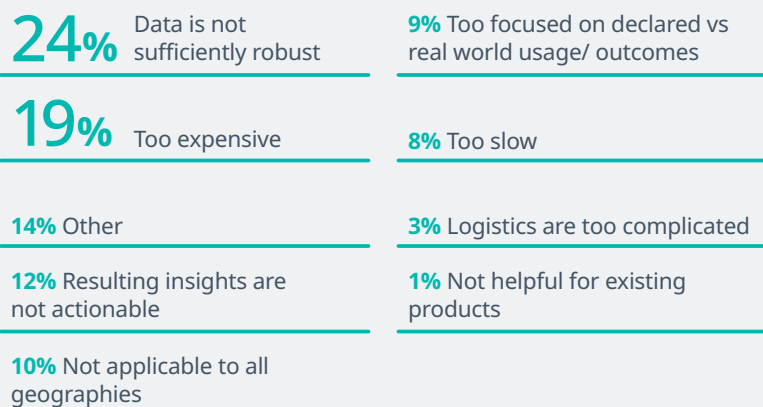 24% Data is not
sufficiently robust
19% Too expensive
14% Other
12% Resulting insights are
not actionable
10% Not applicable to all
geographies
9% Too focused on declared vs
real world usage/ outcomes
8% Too slow
3% Logistics are too complicated
1% Not helpful for existing
products